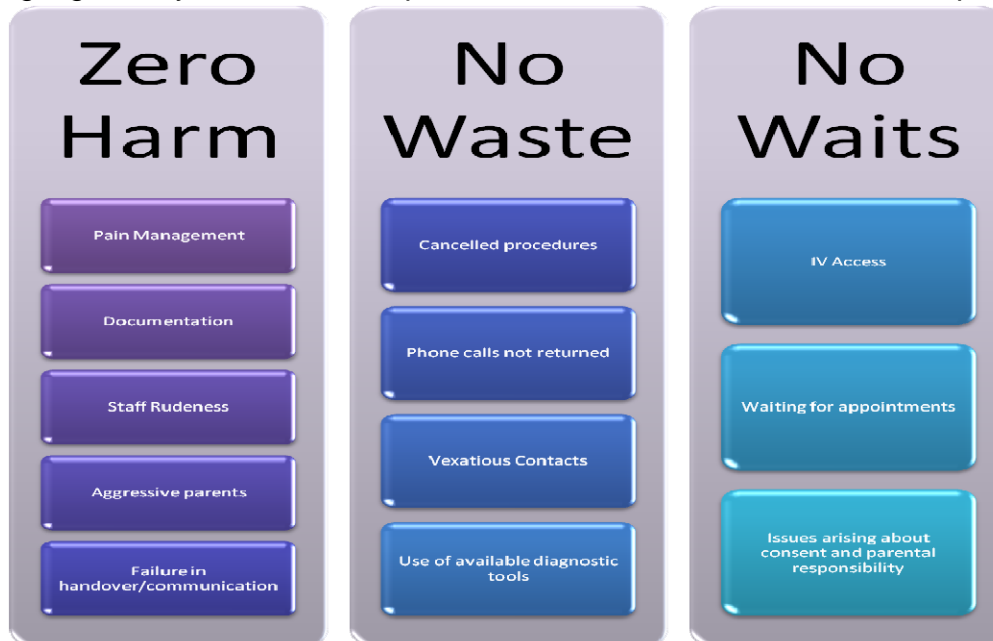 Zero
Harm
Pain Management
Documentation
Staff Rudeness
Aggressive parents
Failure in
handover/communication
No
Waste
Cancelled procedures
Phone calls not returned
Vexatious Contacts
Use of available diagnostic
tools
No
Waits
IV Access
Waiting for appointments
Issues arising about
consent and parental
responsibility